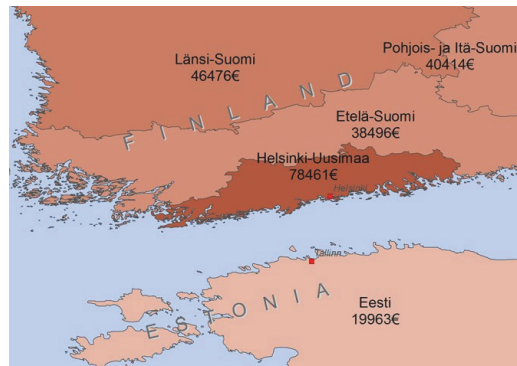 Länsi-Suomi
46476€
Pohjois- ja Itä-Suomi
40414€
FINLAND
Etelä-Suomi
38496€
Helsinki-Uusimaa
78461€
Helsinki
Tallinn
ESTONIA
Eesti
19963€